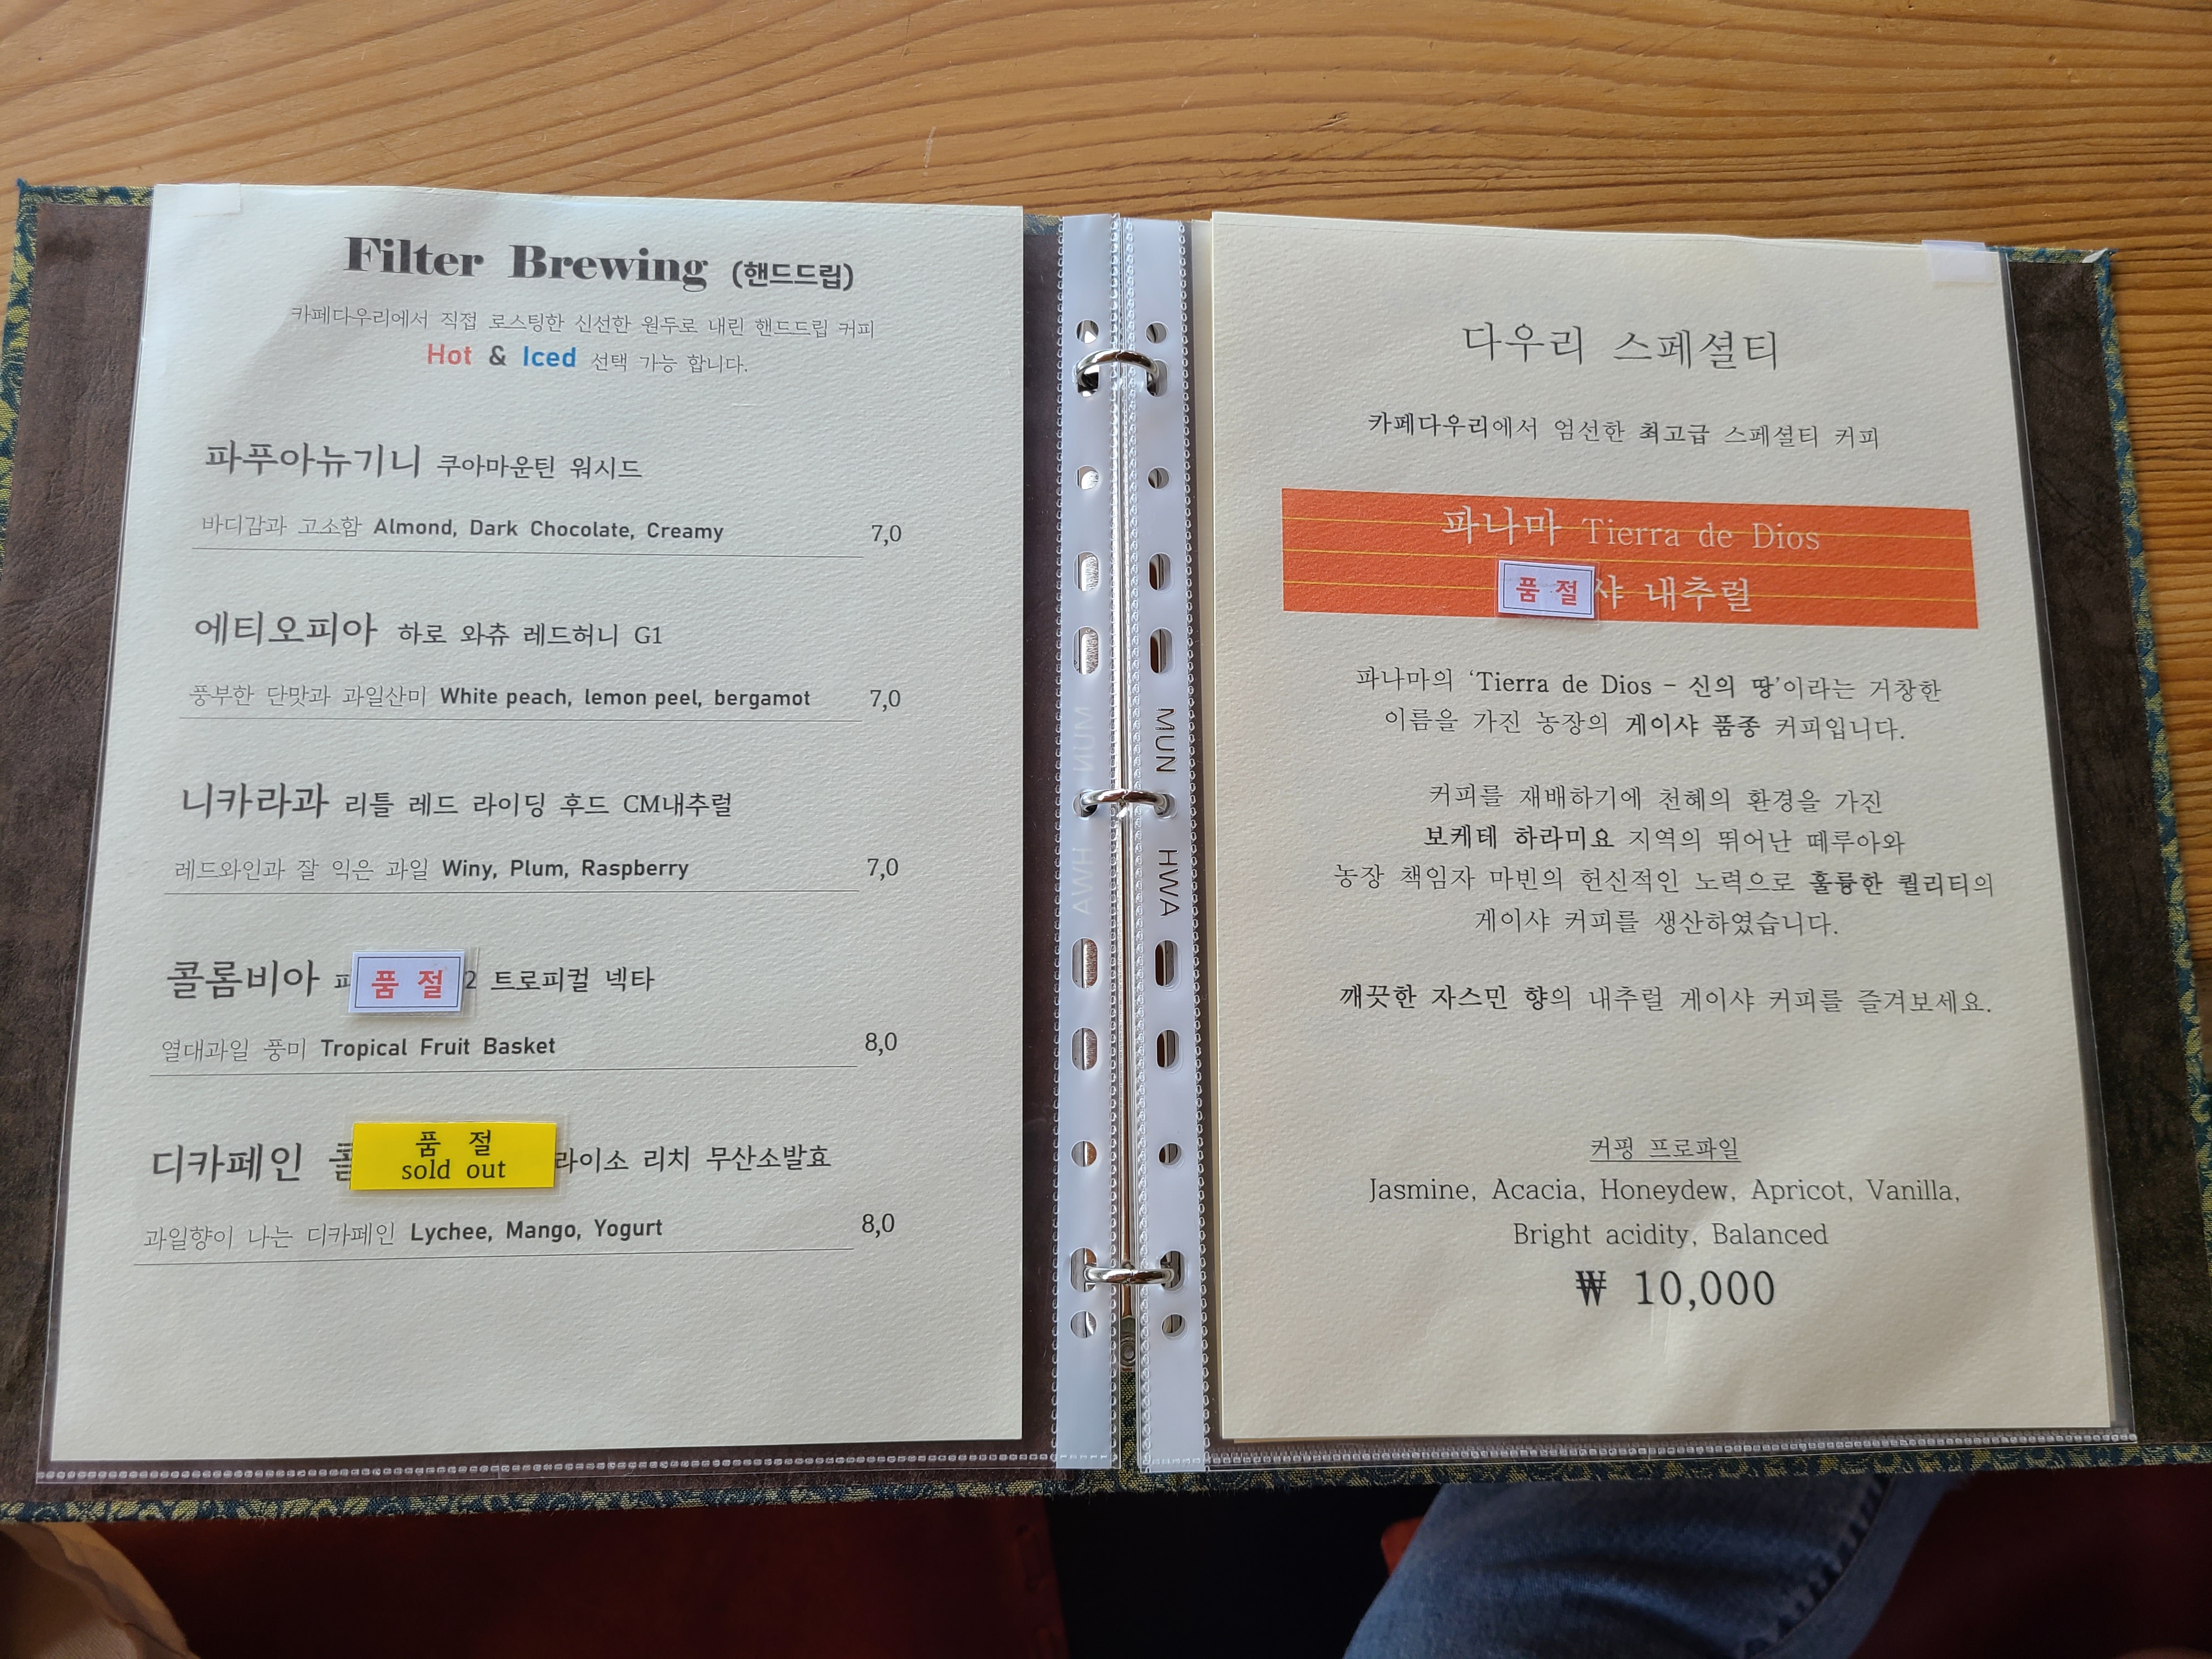 Filter Brewing (핸드드립)
카페다우리에서 직접 로스팅한 신선한 원두로 내린 핸드드립 커피
Hot & Iced 선택 가능 합니다.
파푸아뉴기니 쿠아마운틴 워시드
바디감과 고소함 Almond, Dark Chocolate, Creamy 7,0
에티오피아 하로 와츄 레드허니 G1
풍부한 단맛과 과일산미 White peach, lemon peel, bergamot 7,0
니카라과 리틀 레드 라이딩 후드 CM내추럴
레드와인과 잘 익은 과일 Winy, Plum, Raspberry 7,0
콜롬비아 품 절 2 트로피컬 넥타
열대과일 풍미 Tropical Fruit Basket 8,0
디카페인 품 절 라이소 리치 무산소발효
sold out
과일향이 나는 디카페인 Lychee, Mango, Yogurt 8,0
MUN HWA
MUN HWA
다우리 스페셜티
카페다우리에서 엄선한 최고급 스페셜티 커피
파나마 Tierra de Dios
품 절 샤 내추럴
파나마의 ‘Tierra de Dios - 신의 땅’이라는 거창한
이름을 가진 농장의 게이샤 품종 커피입니다.
커피를 재배하기에 천혜의 환경을 가진
보케테 하라미요 지역의 뛰어난 떼루아와
농장 책임자 마빈의 헌신적인 노력으로 훌륭한 퀄리티의
게이샤 커피를 생산하였습니다.
깨끗한 자스민 향의 내추럴 게이샤 커피를 즐겨보세요.
커핑 프로파일
Jasmine, Acacia, Honeydew, Apricot, Vanilla,
Bright acidity, Balanced
₩ 10,000